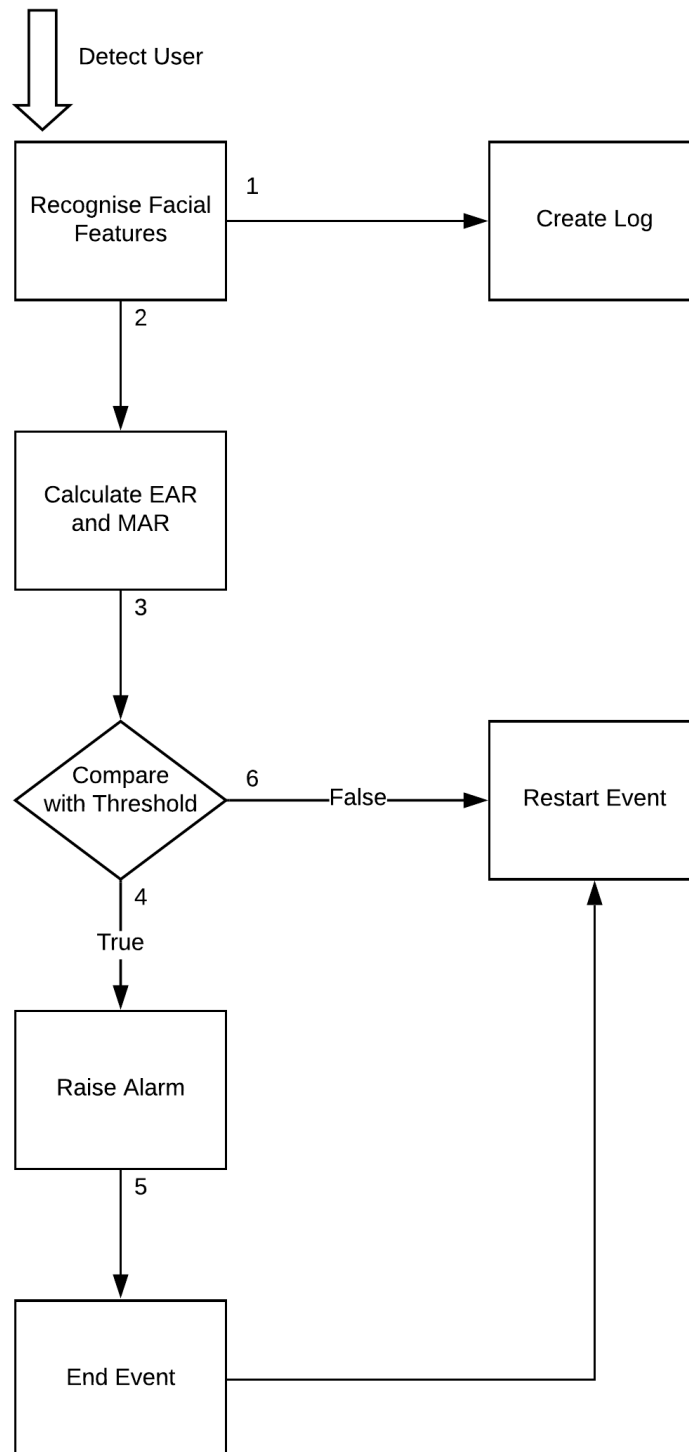 Detect User
Recognise Facial
Features
1
Create Log
2
Calculate EAR
and MAR
3
Compare
with Threshold
6
False
Restart Event
4
True
Raise Alarm
5
End Event